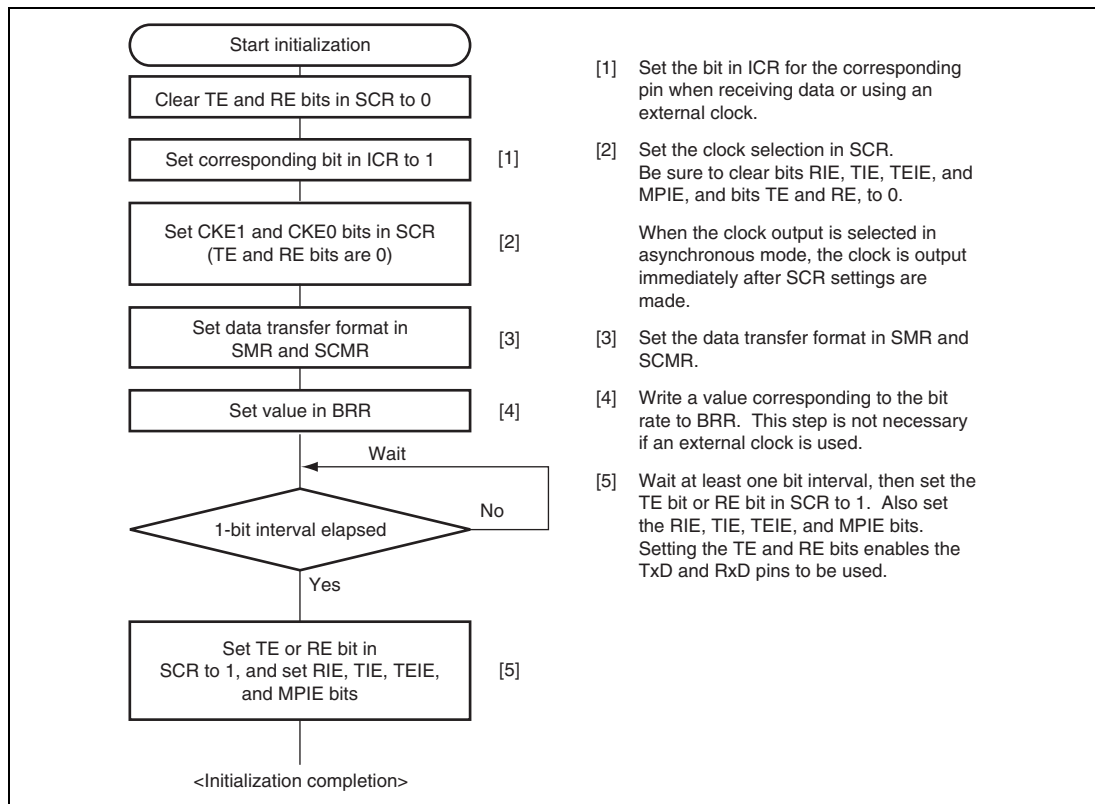 Start initialization
Clear TE and RE bits in SCR to 0
Set corresponding bit in ICR to 1
[1]
Set CKE1 and CKE0 bits in SCR
(TE and RE bits are 0)
[2]
Set data transfer format in
SMR and SCMR
[3]
Set value in BRR
[4]
Wait
1-bit interval elapsed
No
Yes
Set TE or RE bit in
SCR to 1, and set RIE, TIE, TEIE,
and MPIE bits
[5]
<Initialization completion>
[1] Set the bit in ICR for the corresponding
pin when receiving data or using an
external clock.
[2] Set the clock selection in SCR.
Be sure to clear bits RIE, TIE, TEIE, and
MPIE, and bits TE and RE, to 0.
When the clock output is selected in
asynchronous mode, the clock is output
immediately after SCR settings are
made.
[3] Set the data transfer format in SMR and
SCMR.
[4] Write a value corresponding to the bit
rate to BRR. This step is not necessary
if an external clock is used.
[5] Wait at least one bit interval, then set the
TE bit or RE bit in SCR to 1. Also set
the RIE, TIE, TEIE, and MPIE bits.
Setting the TE and RE bits enables the
TxD and RxD pins to be used.